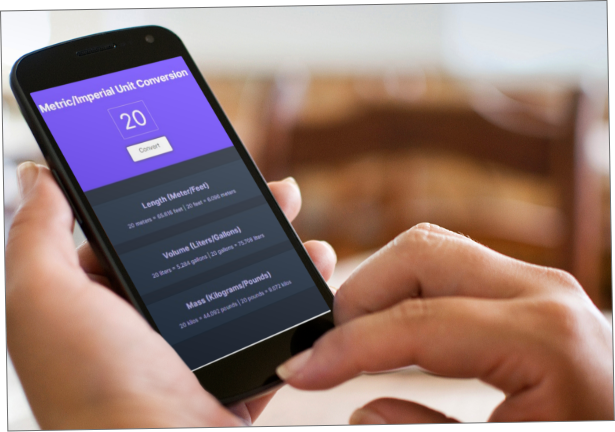 Metric/Imperial Unit Conversion
20
Convert
Length (Meter/Feet)
20 meters = 65,616 feet | 20 feet = 6,096 meters
Volume (Liters/Gallons)
20 liters = 5,284 gallons | 20 gallons = 75,708 liters
Mass (Kilograms/Pounds)
20 kilos = 44,092 pounds | 20 pounds = 9,072 kilos